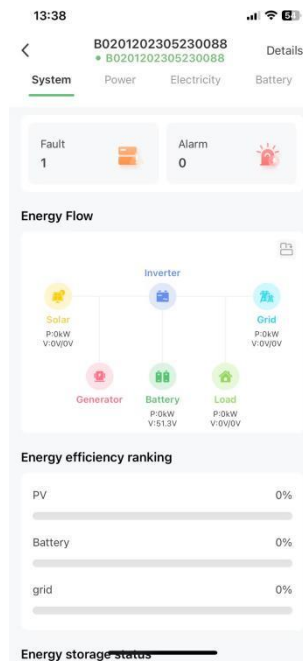 13:38
B0201202305230088
B0201202305230088
Details
System Power Electricity Battery
Fault
1
Alarm
0
Energy Flow
Inverter
Solar
P:0kW
V:0V/0V
Grid
P:0kW
V:0V/0V
Generator
Battery
P:0kW
V:51.3V
Load
P:0kW
V:0V/0V
Energy efficiency ranking
PV 0%
Battery 0%
grid 0%
Energy storage status